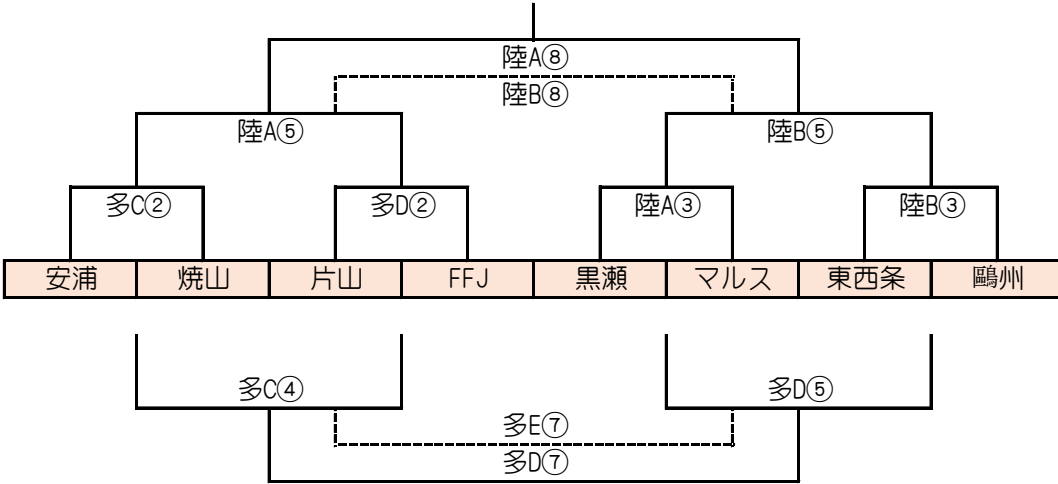 陸A⑧
陸B⑧
陸A⑤ 陸B⑤
多C② 多D② 陸A③ 陸B③
安浦 焼山 片山 FFJ 黒瀬 マルス 東西条 鷗州
多C④ 多D⑤
多E⑦
多D⑦